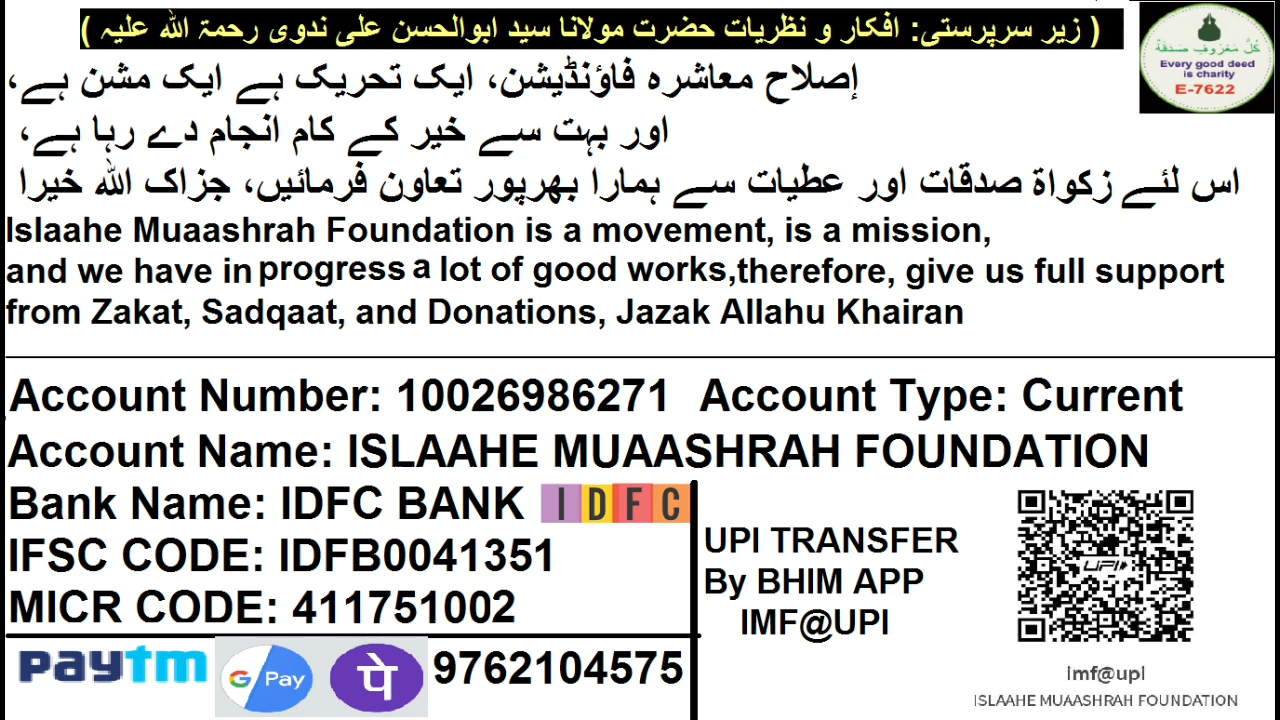 ( زیر سرپرستی: افکار و نظریات حضرت مولانا سید ابوالحسن علی ندوی رحمۃ اللہ علیہ )
كُلُّ مَعْرُوفٍ صَدَقَةٌ
Every good deed
is charity
E-7622
إصلاح معاشرہ فاؤنڈیشن، ایک تحریک ہے ایک مشن ہے،
اور بہت سے خیر کے کام انجام دے رہا ہے،
اس لئے زکواۃ صدقات اور عطیات سے ہمارا بھرپور تعاون فرمائیں، جزاک اللہ خیرا
Islaahe Muaashrah Foundation is a movement, is a mission,
and we have in progress a lot of good works,therefore, give us full support
from Zakat, Sadqaat, and Donations, Jazak Allahu Khairan
Account Number: 10026986271 Account Type: Current
Account Name: ISLAAHE MUAASHRAH FOUNDATION
Bank Name: IDFC BANK IDFC
IFSC CODE: IDFB0041351
MICR CODE: 411751002
paytm G Pay पे 9762104575
UPI TRANSFER
By BHIM APP
IMF@UPI
UPI
imf@upi
ISLAAHE MUAASHRAH FOUNDATION